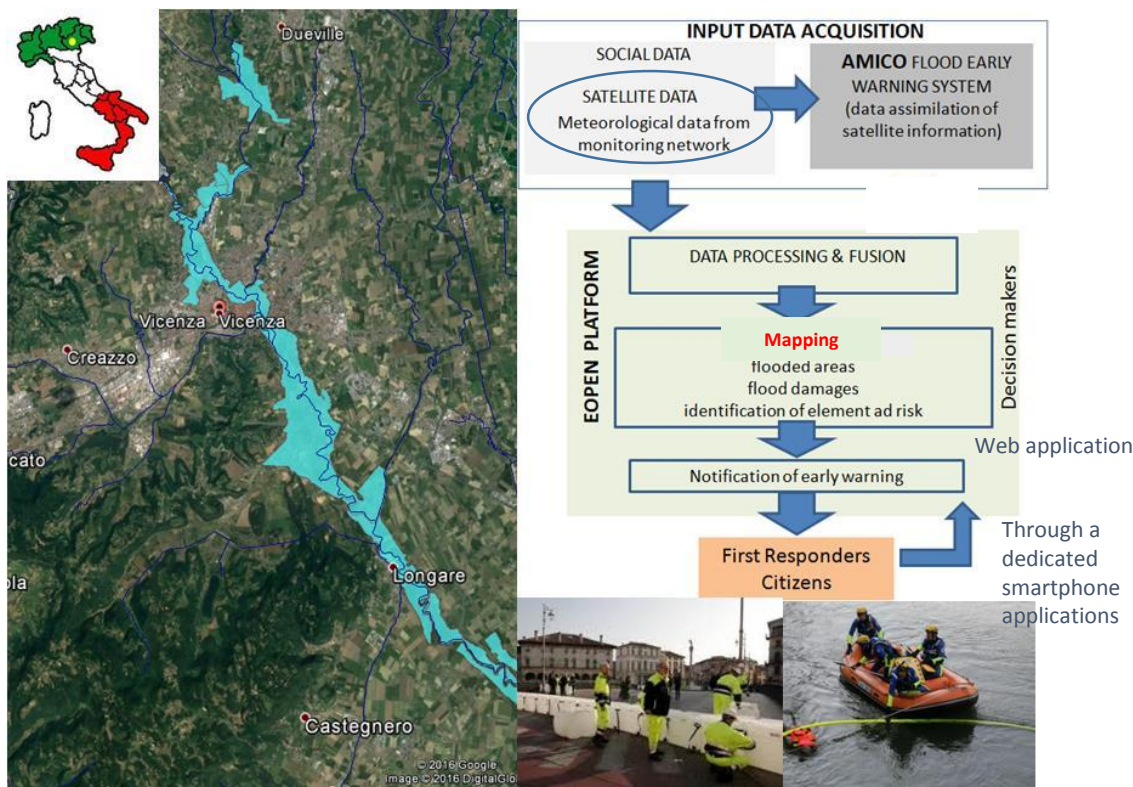 Dueville
Vicenza
Vicenza
Creazzo
cato
ola
Longare
Castegnero
© 2016 Google
Image © 2016 DigitalGlo
INPUT DATA ACQUISITION
SOCIAL DATA
SATELLITE DATA
Meteorological data from
monitoring network
AMICO FLOOD EARLY
WARNING SYSTEM
(data assimilation of
satellite information)
EOPEN PLATFORM
DATA PROCESSING & FUSION
Mapping
flooded areas
flood damages
identification of element ad risk
Notification of early warning
Decision makers
Web application
First Responders
Citizens
Through a
dedicated
smartphone
applications